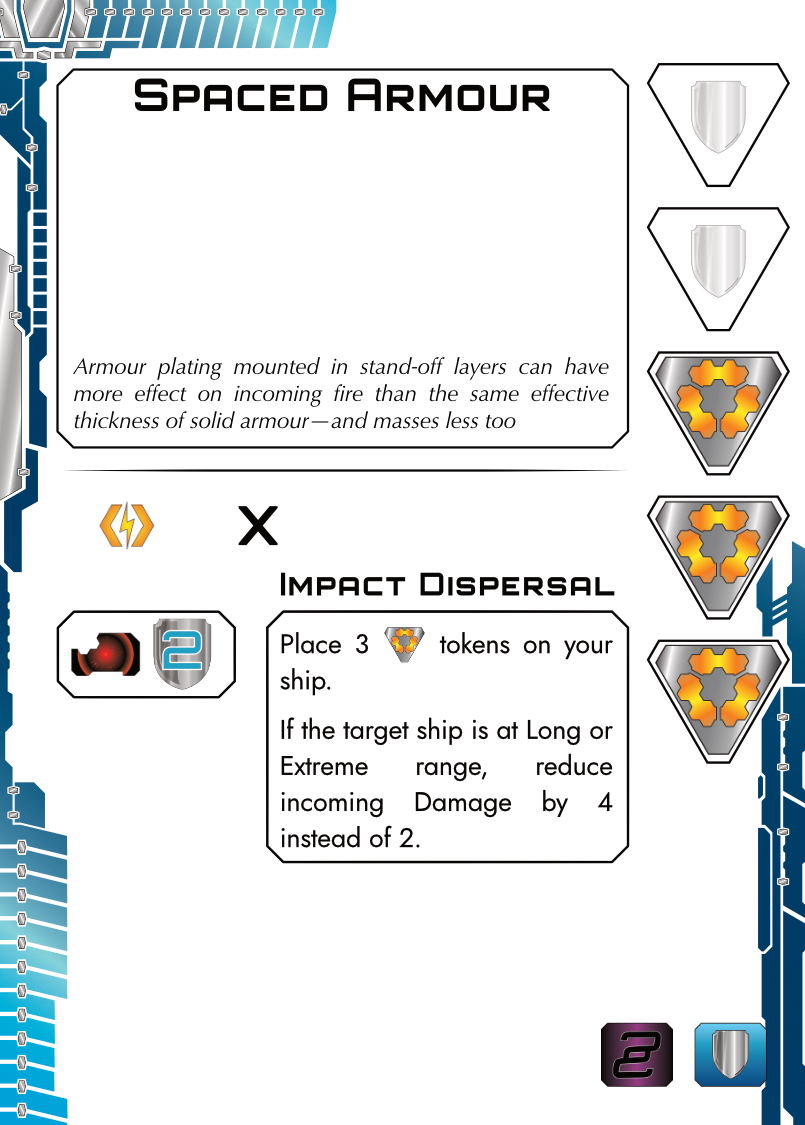 Spaced Armour
Armour plating mounted in stand-off layers can have
more effect on incoming fire than the same effective
thickness of solid armour—and masses less too
X
Impact Dispersal
2
Place 3 tokens on your
ship.
If the target ship is at Long or
Extreme range, reduce
incoming Damage by 4
instead of 2.
2